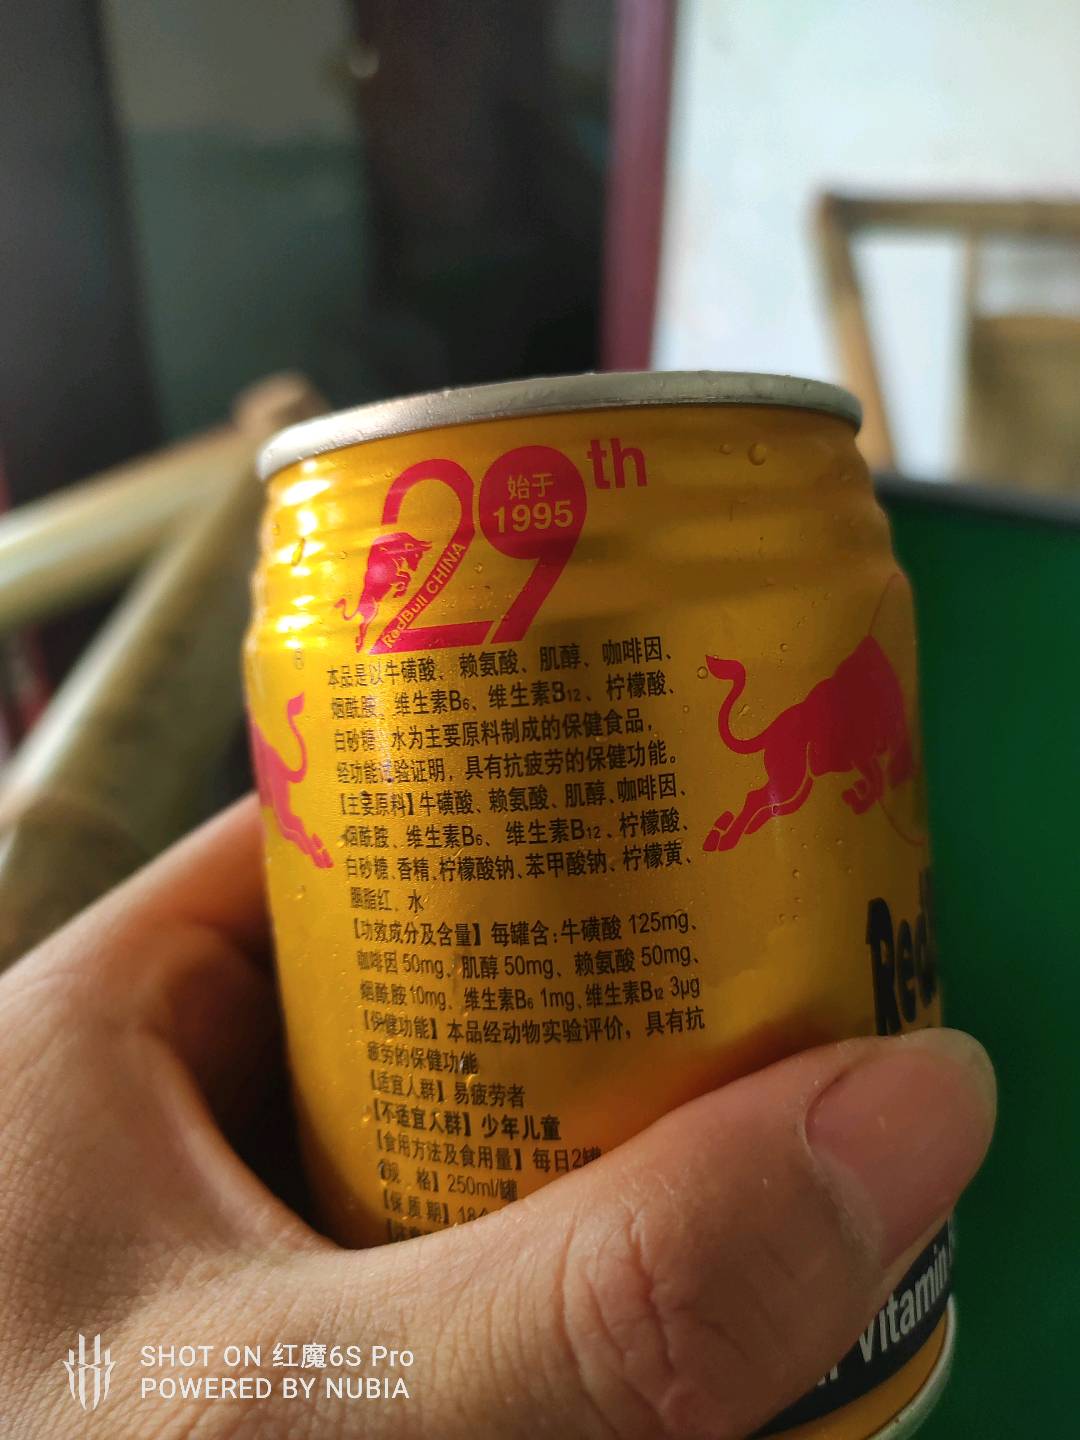 29th
始于
1995
RedBull CHINA
本品是以牛磺酸、赖氨酸、肌醇、咖啡因、
烟酰胺、维生素B₆、维生素B₁₂、柠檬酸、
白砂糖、水为主要原料制成的保健食品，
经功能试验证明，具有抗疲劳的保健功能。
【主要原料】牛磺酸、赖氨酸、肌醇、咖啡因、
烟酰胺、维生素B₆、维生素B₁₂、柠檬酸、
白砂糖、香精、柠檬酸钠、苯甲酸钠、柠檬黄、
胭脂红、水
【功效成分及含量】每罐含：牛磺酸 125mg、
咖啡因 50mg、肌醇 50mg、赖氨酸 50mg、
烟酰胺10mg、维生素B₆ 1mg、维生素B₁₂ 3μg
【保健功能】本品经动物实验评价，具有抗
疲劳的保健功能
【适宜人群】易疲劳者
【不适宜人群】少年儿童
【食用方法及食用量】每日2罐
【规 格】250ml/罐
【保质期】18
Red
Vitamin
SHOT ON 红魔6S Pro
POWERED BY NUBIA